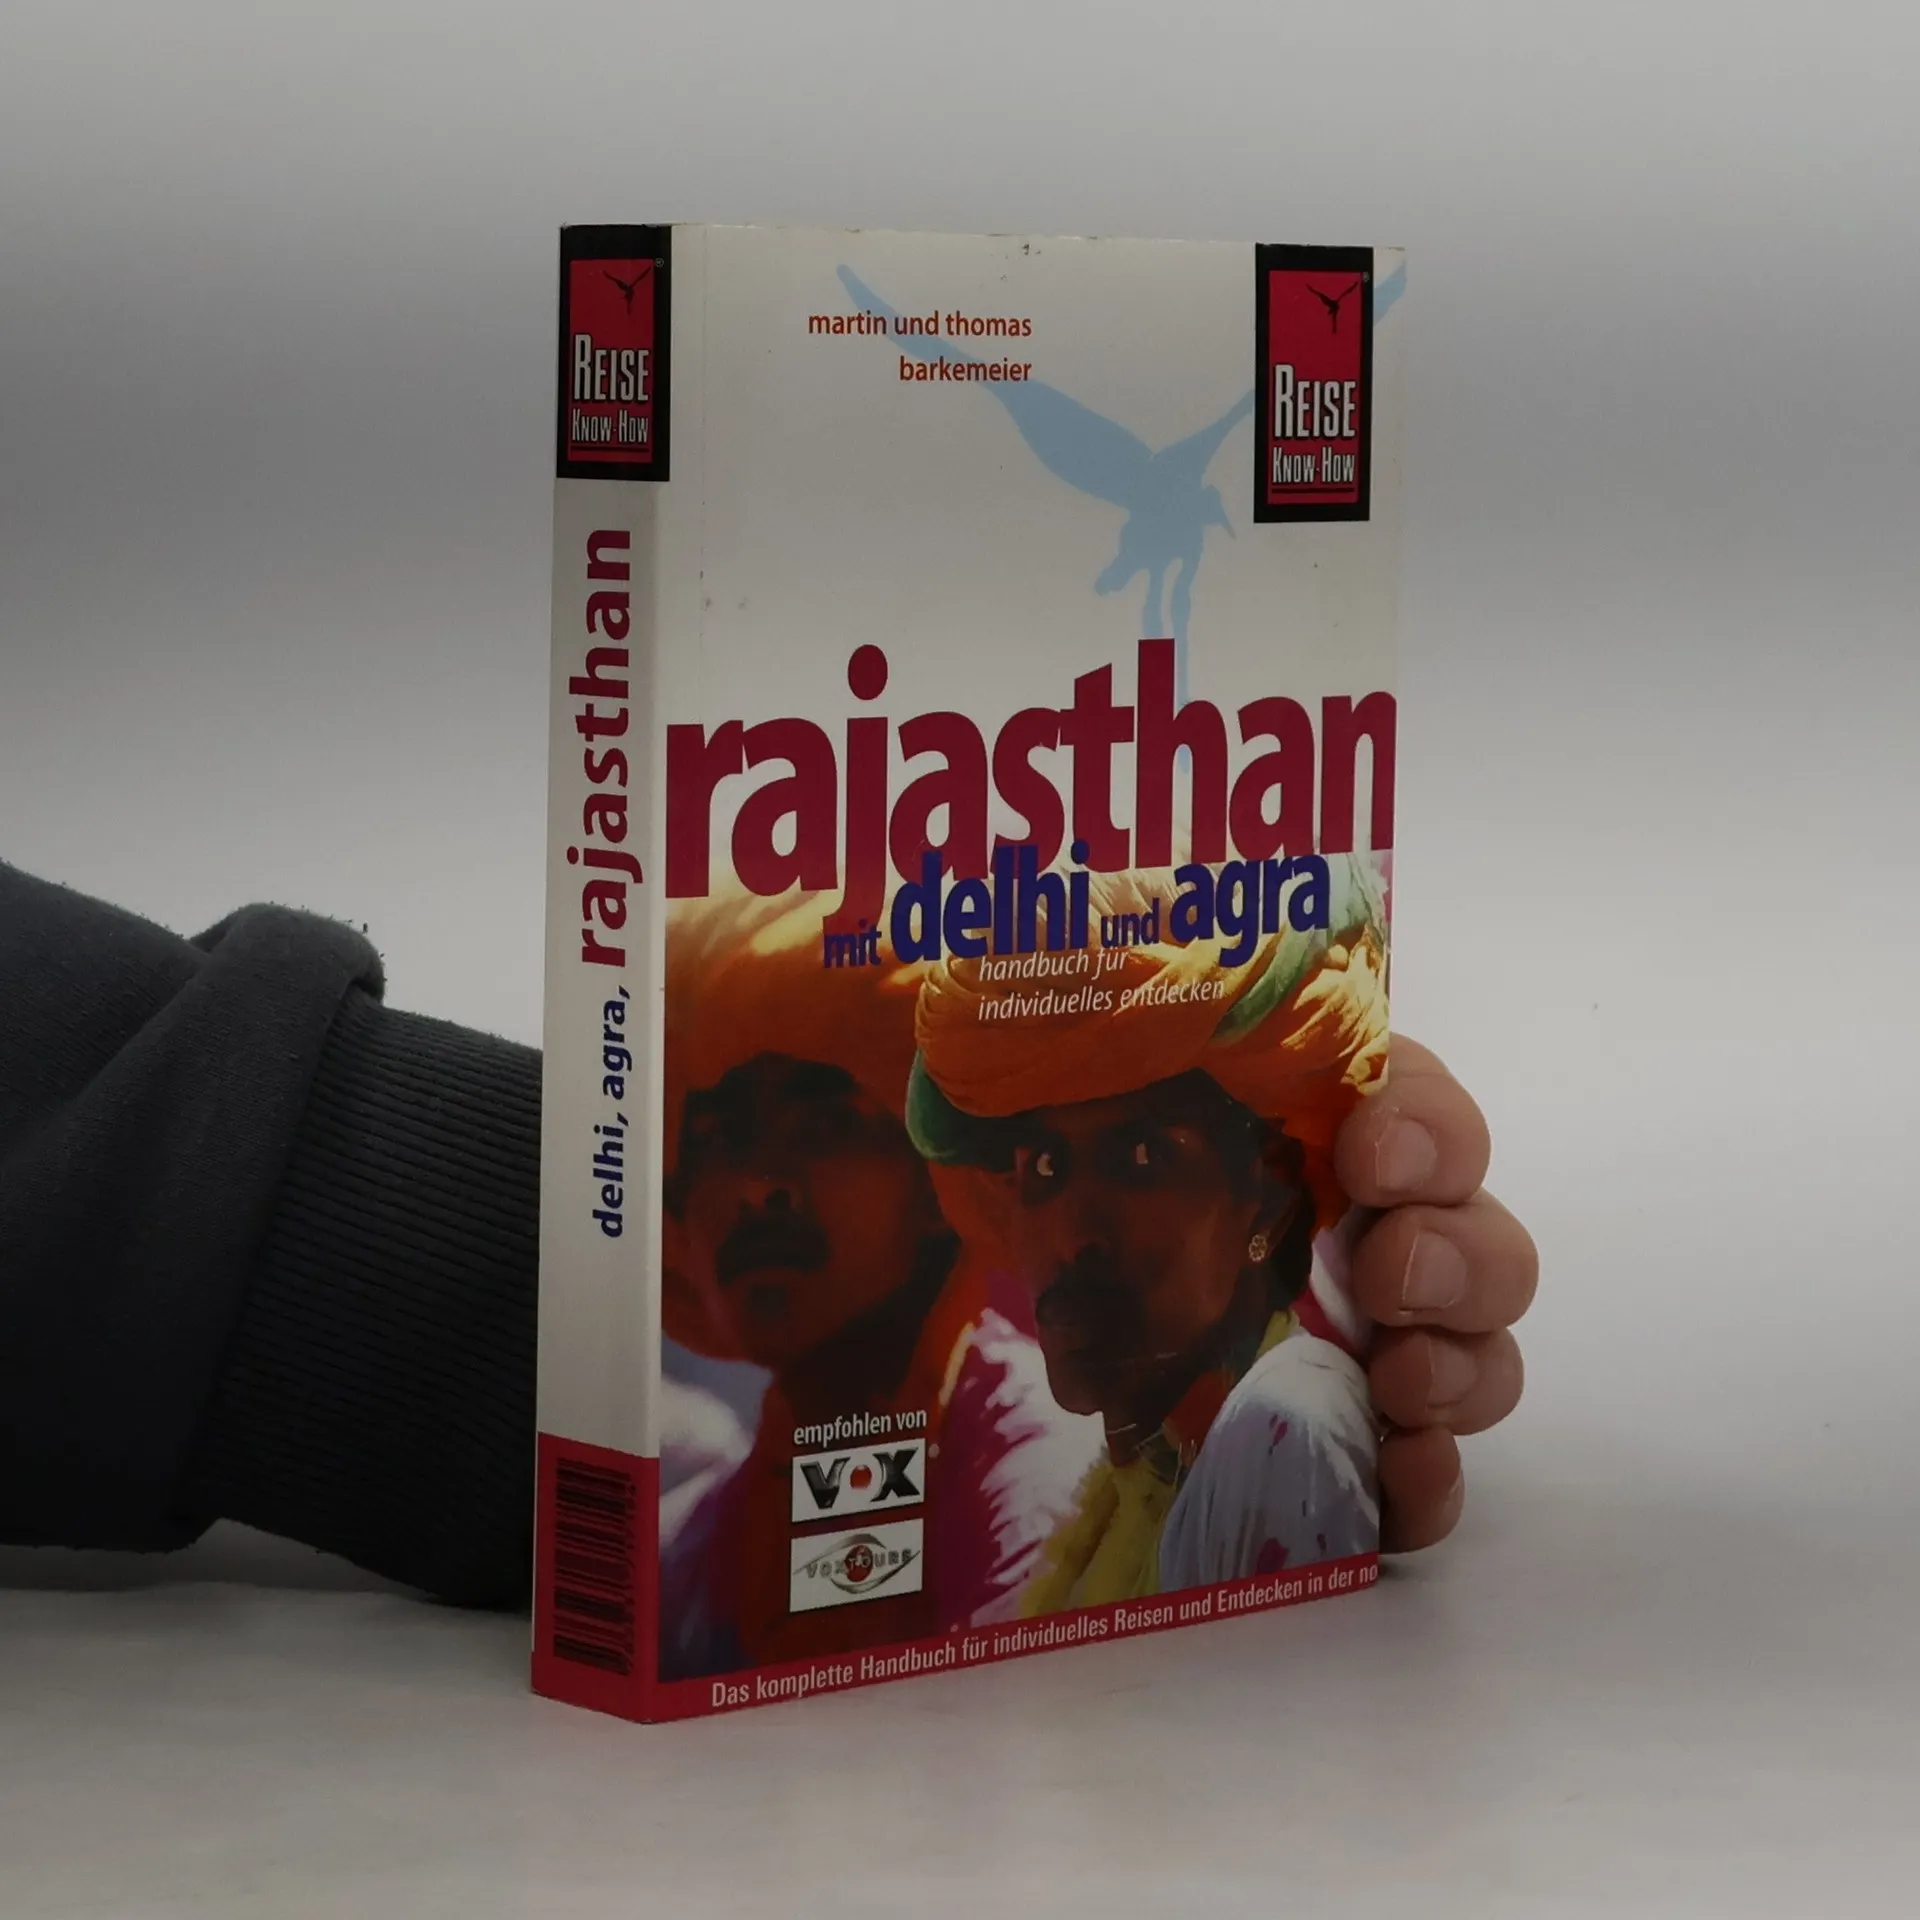 REISE
KNOW-HOW
delhi, agra, rajasthan
martin und thomas
barkemeier
REISE
KNOW-HOW
rajasthan
mit delhi und agra
handbuch für
individuelles entdecken
empfohlen von
VOX
VOXTOURS
Das komplette Handbuch für individuelles Reisen und Entdecken in der no